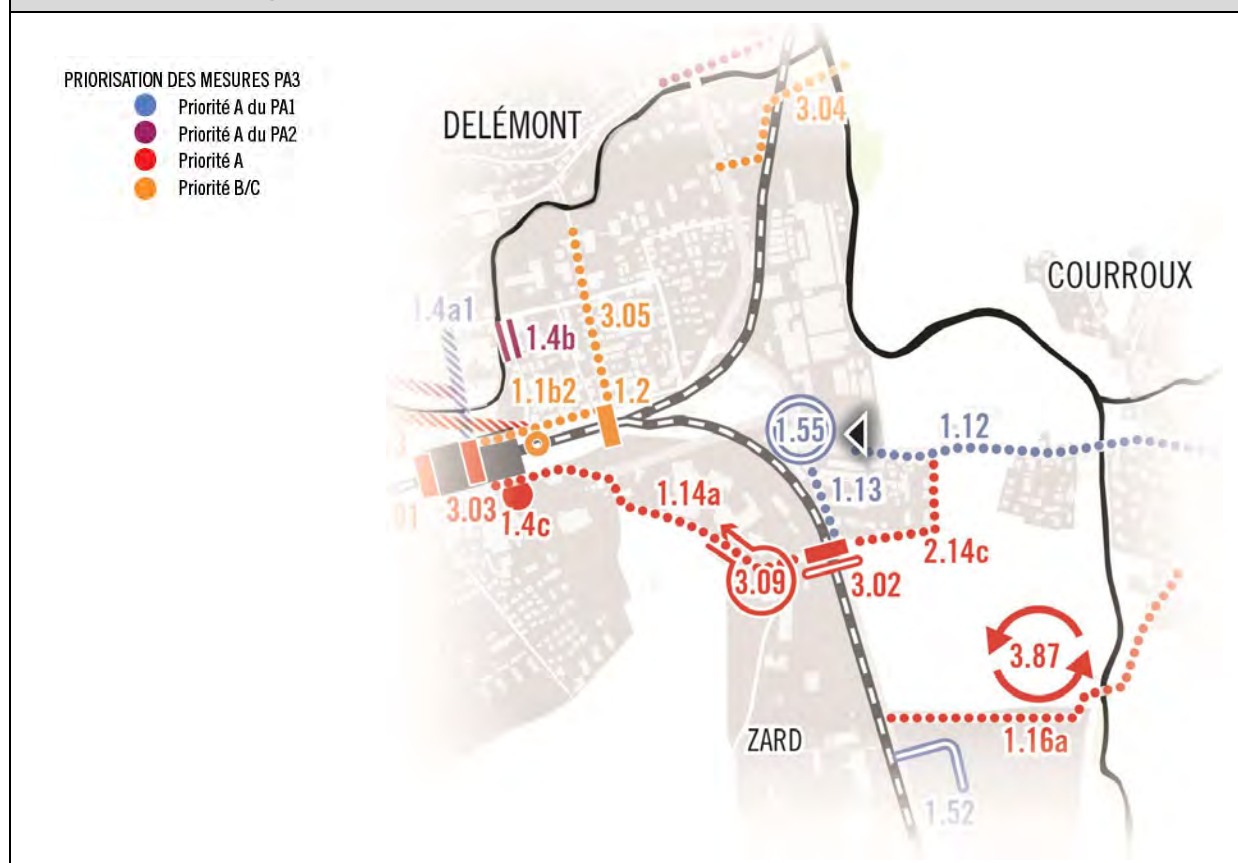 PRIORISATION DES MESURES PA3
Priorité A du PA1
Priorité A du PA2
Priorité A
Priorité B/C
DELÉMONT
3.04
COURROUX
1.4a1
1.4b
3.05
1.1b2
1.2
1.55
1.12
1.13
3.03
1.4c
1.14a
3.09
3.02
2.14c
3.87
ZARD
1.16a
1.52